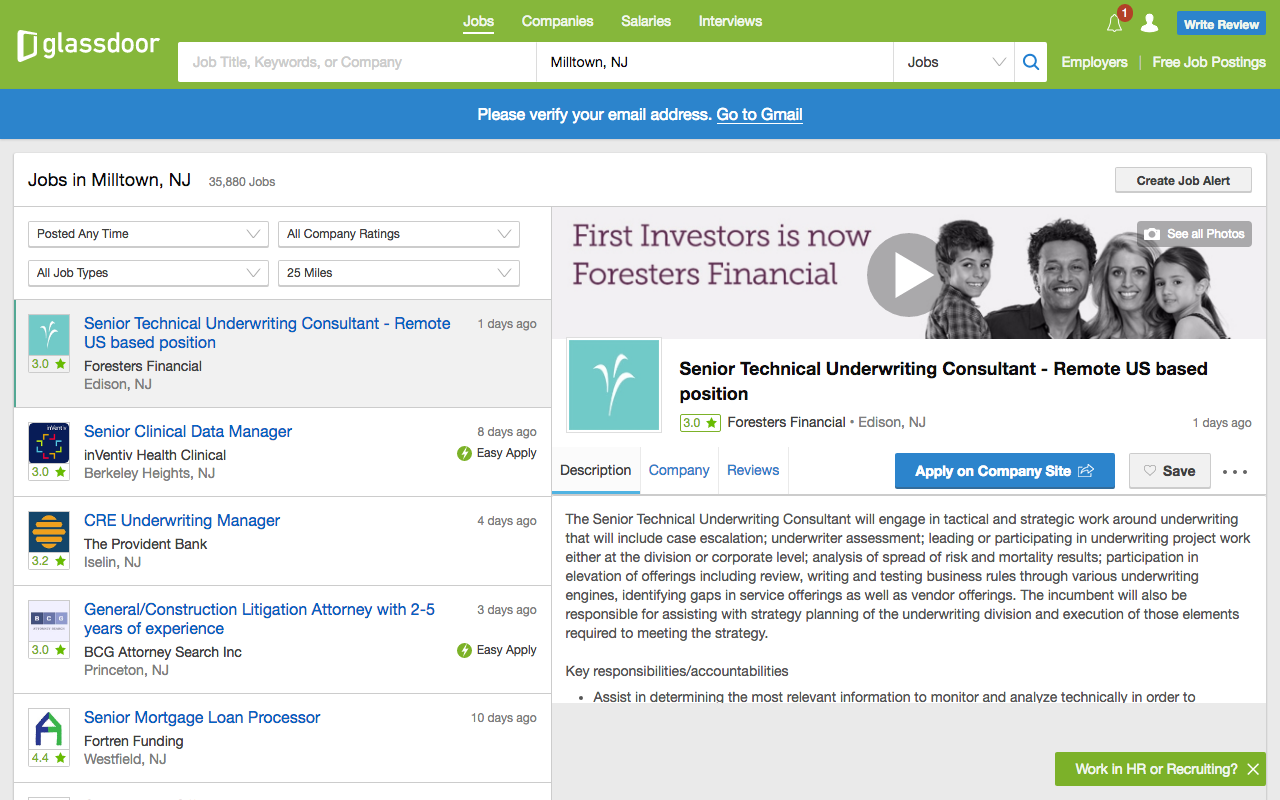 Jobs Companies Salaries Interviews
1
Write Review
glassdoor
Job Title, Keywords, or Company
Milltown, NJ
Jobs
Employers | Free Job Postings
Please verify your email address. Go to Gmail
Jobs in Milltown, NJ 35,880 Jobs
Create Job Alert
Posted Any Time
All Company Ratings
All Job Types
25 Miles
Senior Technical Underwriting Consultant - Remote
US based position
1 days ago
3.0
Foresters Financial
Edison, NJ
Senior Clinical Data Manager
8 days ago
inVentiv Health Clinical
Easy Apply
3.0
Berkeley Heights, NJ
CRE Underwriting Manager
4 days ago
The Provident Bank
3.2
Iselin, NJ
General/Construction Litigation Attorney with 2-5
years of experience
3 days ago
BCG
3.0
BCG Attorney Search Inc
Easy Apply
Princeton, NJ
Senior Mortgage Loan Processor
10 days ago
Fortren Funding
4.4
Westfield, NJ
First Investors is now
Foresters Financial
See all Photos
Senior Technical Underwriting Consultant - Remote US based
position
3.0 Foresters Financial • Edison, NJ
1 days ago
Description Company Reviews
Apply on Company Site
Save
The Senior Technical Underwriting Consultant will engage in tactical and strategic work around underwriting
that will include case escalation; underwriter assessment; leading or participating in underwriting project work
either at the division or corporate level; analysis of spread of risk and mortality results; participation in
elevation of offerings including review, writing and testing business rules through various underwriting
engines, identifying gaps in service offerings as well as vendor offerings. The incumbent will also be
responsible for assisting with strategy planning of the underwriting division and execution of those elements
required to meeting the strategy.
Key responsibilities/accountabilities
• Assist in determining the most relevant information to monitor and analyze technically in order to
Work in HR or Recruiting?